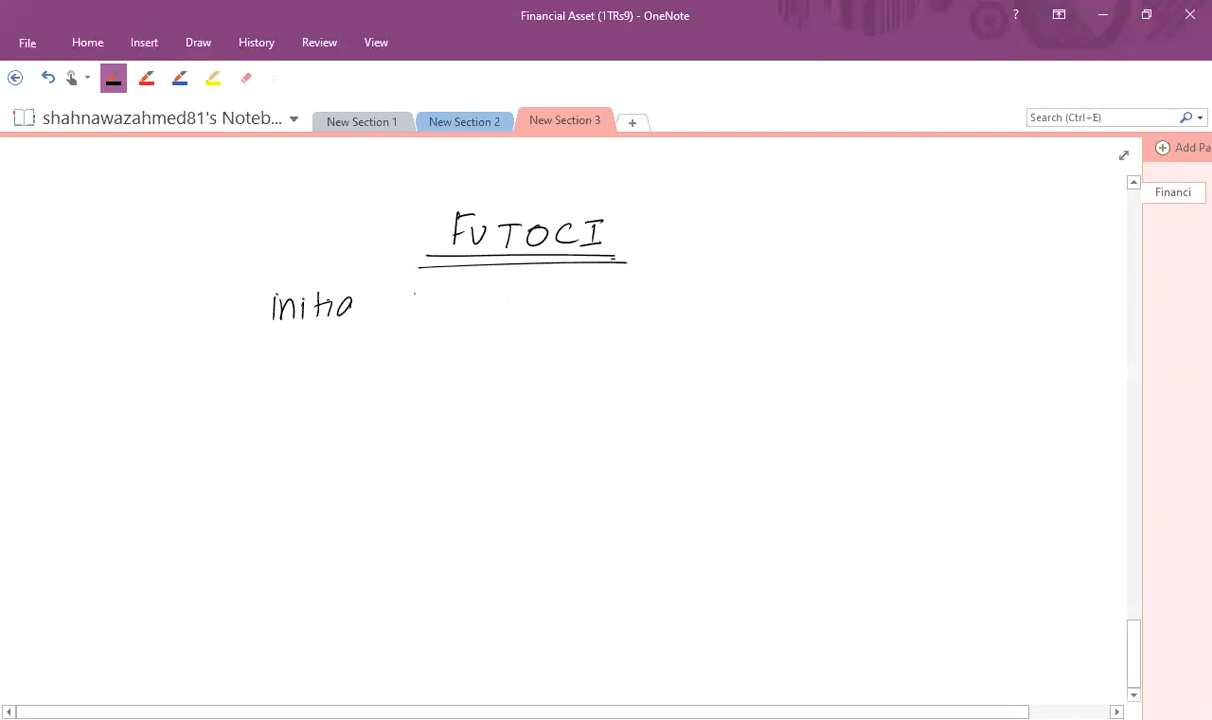 Financial Asset (1TRs9) - OneNote
?
File Home Insert Draw History Review View
shahnawazahmed81's Noteb...
New Section 1
New Section 2
New Section 3
Search (Ctrl+E)
Add Pa
Financi
FVTOCI
initia